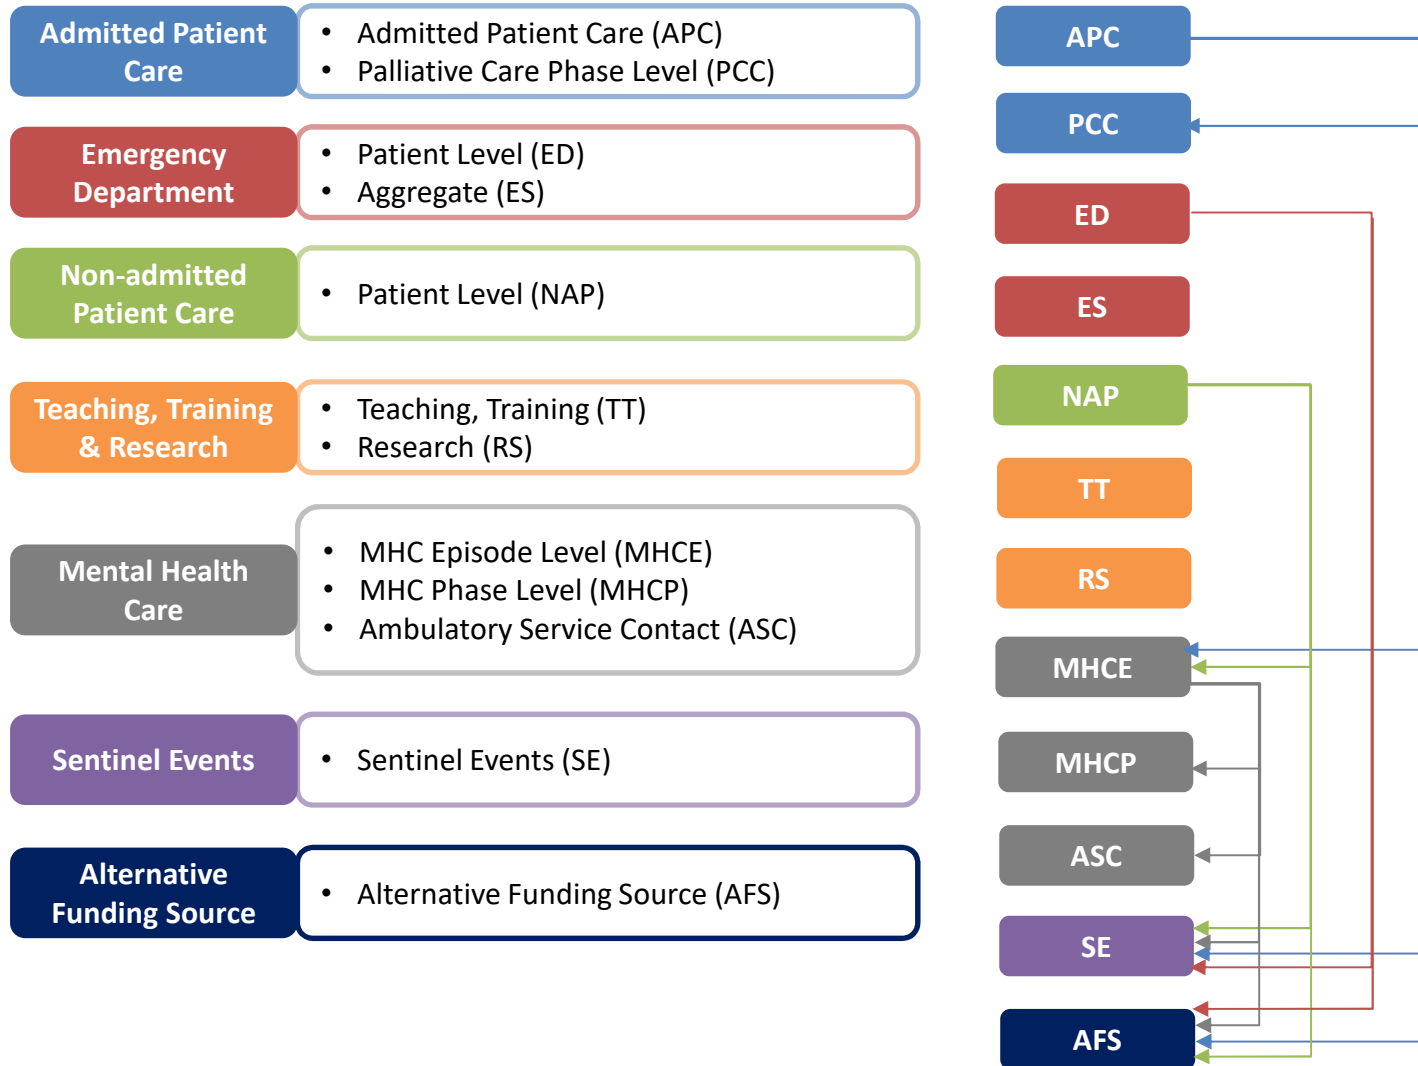 Admitted Patient
Care
• Admitted Patient Care (APC)
• Palliative Care Phase Level (PCC)
Emergency
Department
• Patient Level (ED)
• Aggregate (ES)
Non-admitted
Patient Care
• Patient Level (NAP)
Teaching, Training
& Research
• Teaching, Training (TT)
• Research (RS)
Mental Health
Care
• MHC Episode Level (MHCE)
• MHC Phase Level (MHCP)
• Ambulatory Service Contact (ASC)
Sentinel Events
• Sentinel Events (SE)
Alternative
Funding Source
• Alternative Funding Source (AFS)
APC
PCC
ED
ES
NAP
TT
RS
MHCE
MHCP
ASC
SE
AFS